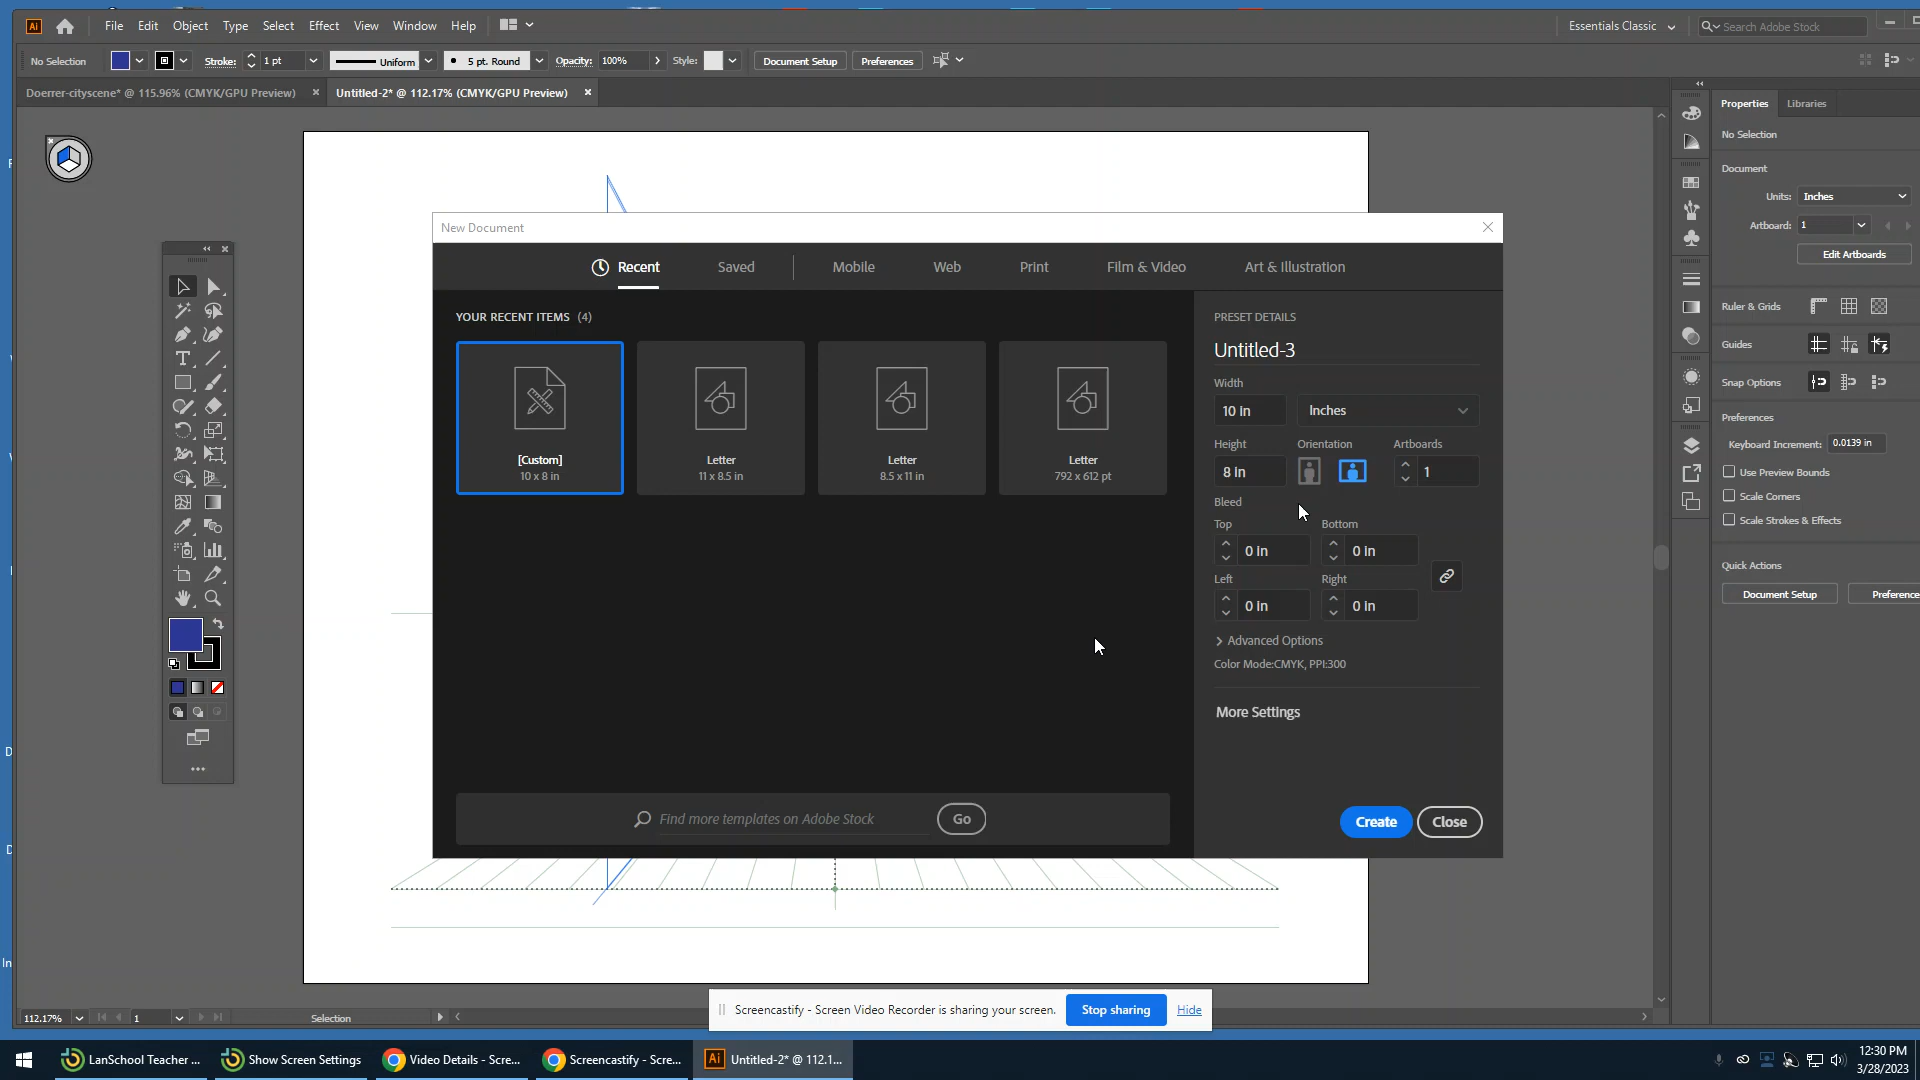 Ai File Edit Object Type Select Effect View Window Help Essentials Classic Search Adobe Stock
No Selection Stroke: 1 pt Uniform 5 pt. Round Opacity: 100% Style: Document Setup Preferences
Doerrer-cityscene* @ 115.96% (CMYK/GPU Preview) × Untitled-2* @ 112.17% (CMYK/GPU Preview) ×
Properties Libraries
No Selection
Document
Units: Inches
Artboard: 1
Edit Artboards
Ruler & Grids
Guides
Snap Options
Preferences
Keyboard Increment: 0.0139 in
Use Preview Bounds
Scale Corners
Scale Strokes & Effects
Quick Actions
Document Setup Preference
New Document
Recent Saved Mobile Web Print Film & Video Art & Illustration
YOUR RECENT ITEMS (4)
[Custom]
10 x 8 in
Letter
11 x 8.5 in
Letter
8.5 x 11 in
Letter
792 x 612 pt
Find more templates on Adobe Stock Go
PRESET DETAILS
Untitled-3
Width
10 in Inches
Height Orientation Artboards
8 in 1
Bleed
Top Bottom
0 in 0 in
Left Right
0 in 0 in
> Advanced Options
Color Mode:CMYK, PPI:300
More Settings
Create Close
112.17% 1 Selection
Screencastify - Screen Video Recorder is sharing your screen. Stop sharing Hide
LanSchool Teacher ... Show Screen Settings Video Details - Scre... Screencastify - Scre... Ai Untitled-2* @ 112.1...
12:30 PM
3/28/2023